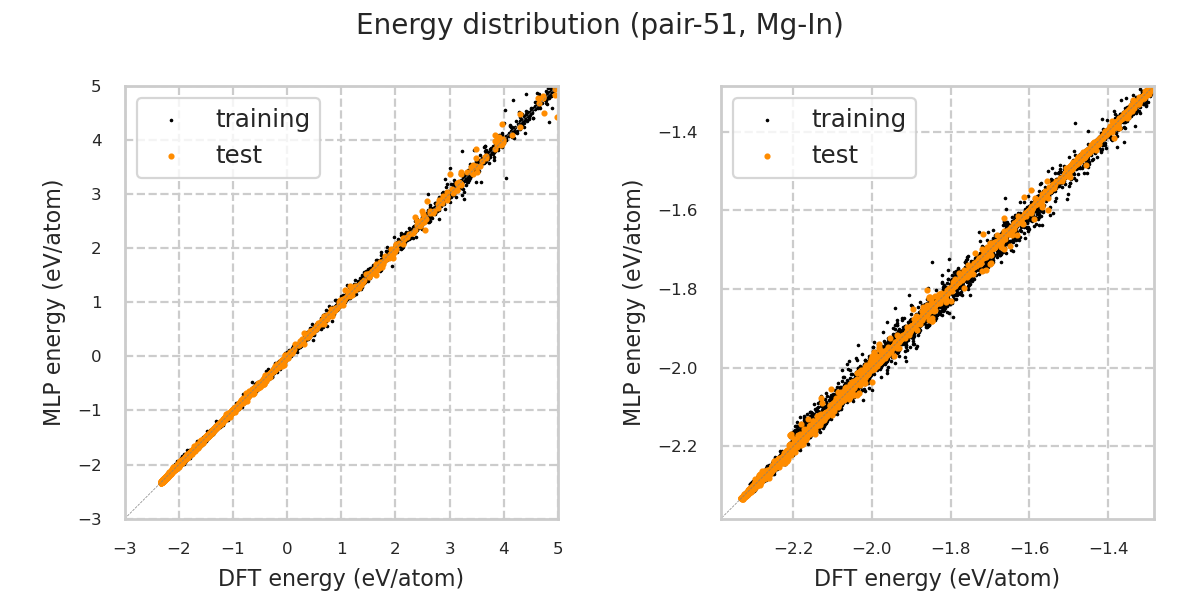 Energy distribution (pair-51, Mg-In)
MLP energy (eV/atom)
5
4
3
2
1
0
−1
−2
−3
training
test
−3 −2 −1 0 1 2 3 4 5
DFT energy (eV/atom)
MLP energy (eV/atom)
−1.4
−1.6
−1.8
−2.0
−2.2
training
test
−2.2 −2.0 −1.8 −1.6 −1.4
DFT energy (eV/atom)